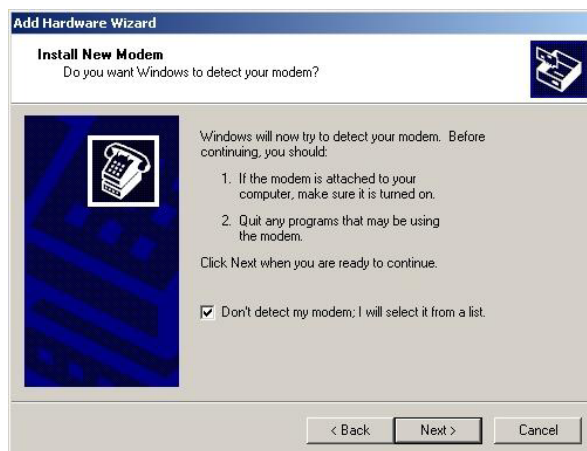 Add Hardware Wizard
Install New Modem
Do you want Windows to detect your modem?
Windows will now try to detect your modem. Before
continuing, you should:
1. If the modem is attached to your
computer, make sure it is turned on.
2. Quit any programs that may be using
the modem.
Click Next when you are ready to continue.
Don't detect my modem; I will select it from a list.
< Back
Next >
Cancel